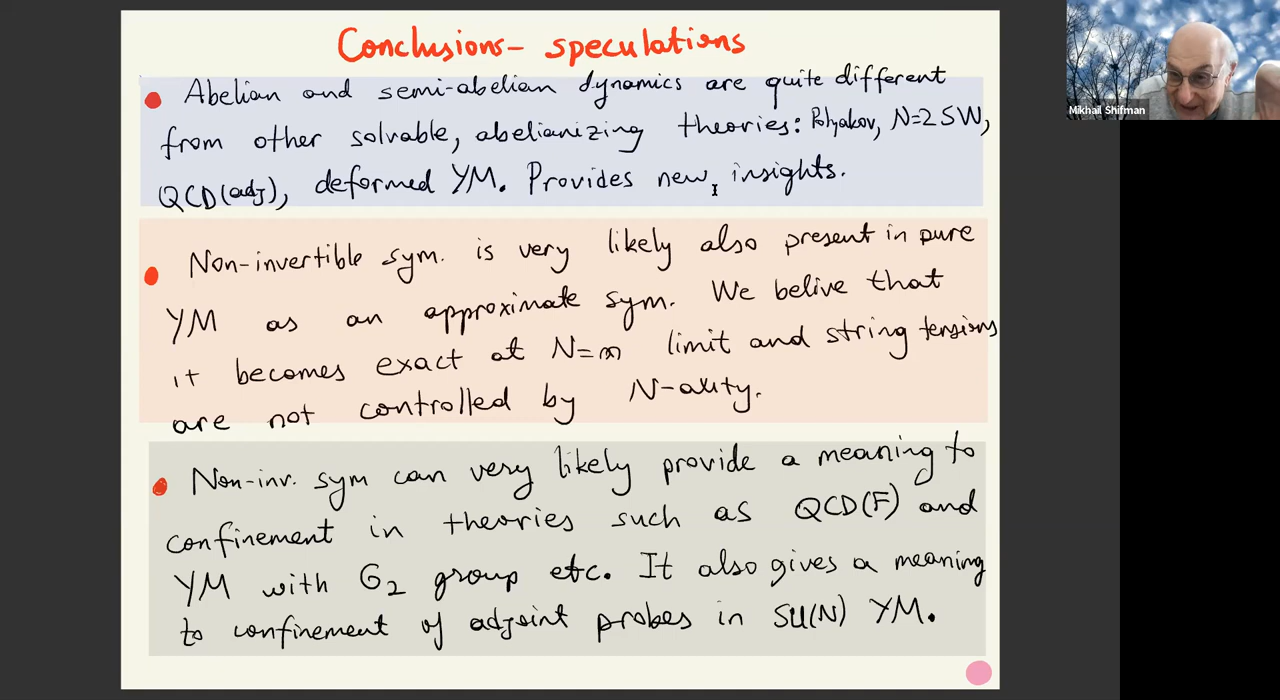 Conclusions- speculations
• Abelian and semi-abelian dynamics are quite different
from other solvable, abelianizing theories: Polyakov, N=2 SW,
QCD(adj), deformed YM. Provides new insights.
• Non-invertible sym. is very likely also present in pure
YM as an approximate sym. We belive that
it becomes exact at N=∞ limit and string tensions
are not controlled by N-ality.
• Non-inv. sym can very likely provide a meaning to
confinement in theories such as QCD(F) and
YM with G2 group etc. It also gives a meaning
to confinement of adjoint probes in SU(N) YM.
Mikhail Shifman